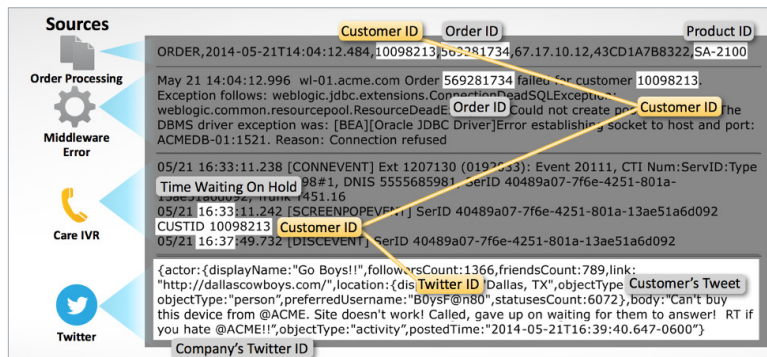 Sources
Customer ID
Order ID
Product ID
ORDER,2014-05-21T14:04:12.484,10098213,569281734,67.17.10.12,43CD1A7B8322,SA-2100
Order Processing
May 21 14:04:12.996 wl-01.acme.com Order 569281734 failed for customer 10098213.
Exception follows: weblogic.jdbc.extensions.ConnectionDeadSQLException:
weblogic.common.resourcepool.ResourceDeadE Order ID Could not create po Customer ID The
DBMS driver exception was: [BEA][Oracle JDBC Driver]Error establishing socket to host and port:
ACMEDB-01:1521. Reason: Connection refused
Middleware
Error
05/21 16:33:11.238 [CONNEVENT] Ext 1207130 (0192033): Event 20111, CTI Num:ServID:Type
Time Waiting On Hold 98#1, DNIS 5555685981, SerID 40489a07-7f6e-4251-801a-
13ae51a6d092, Trunk T451.16
05/21 16:33:11.242 [SCREENPOPEVENT] SerID 40489a07-7f6e-4251-801a-13ae51a6d092
CUSTID 10098213 Customer ID
05/21 16:37:49.732 [DISCEVENT] SerID 40489a07-7f6e-4251-801a-13ae51a6d092
Care IVR
{actor:{displayName:"Go Boys!!",followersCount:1366,friendsCount:789,link:
"http://dallascowboys.com/",location:{dis Twitter ID Dallas, TX",objectType Customer's Tweet
objectType:"person",preferredUsername:"B0ysF@n80",statusesCount:6072},body:"Can't buy
this device from @ACME. Site doesn't work! Called, gave up on waiting for them to answer! RT if
you hate @ACME!!",objectType:"activity",postedTime:"2014-05-21T16:39:40.647-0600"}
Twitter
Company's Twitter ID